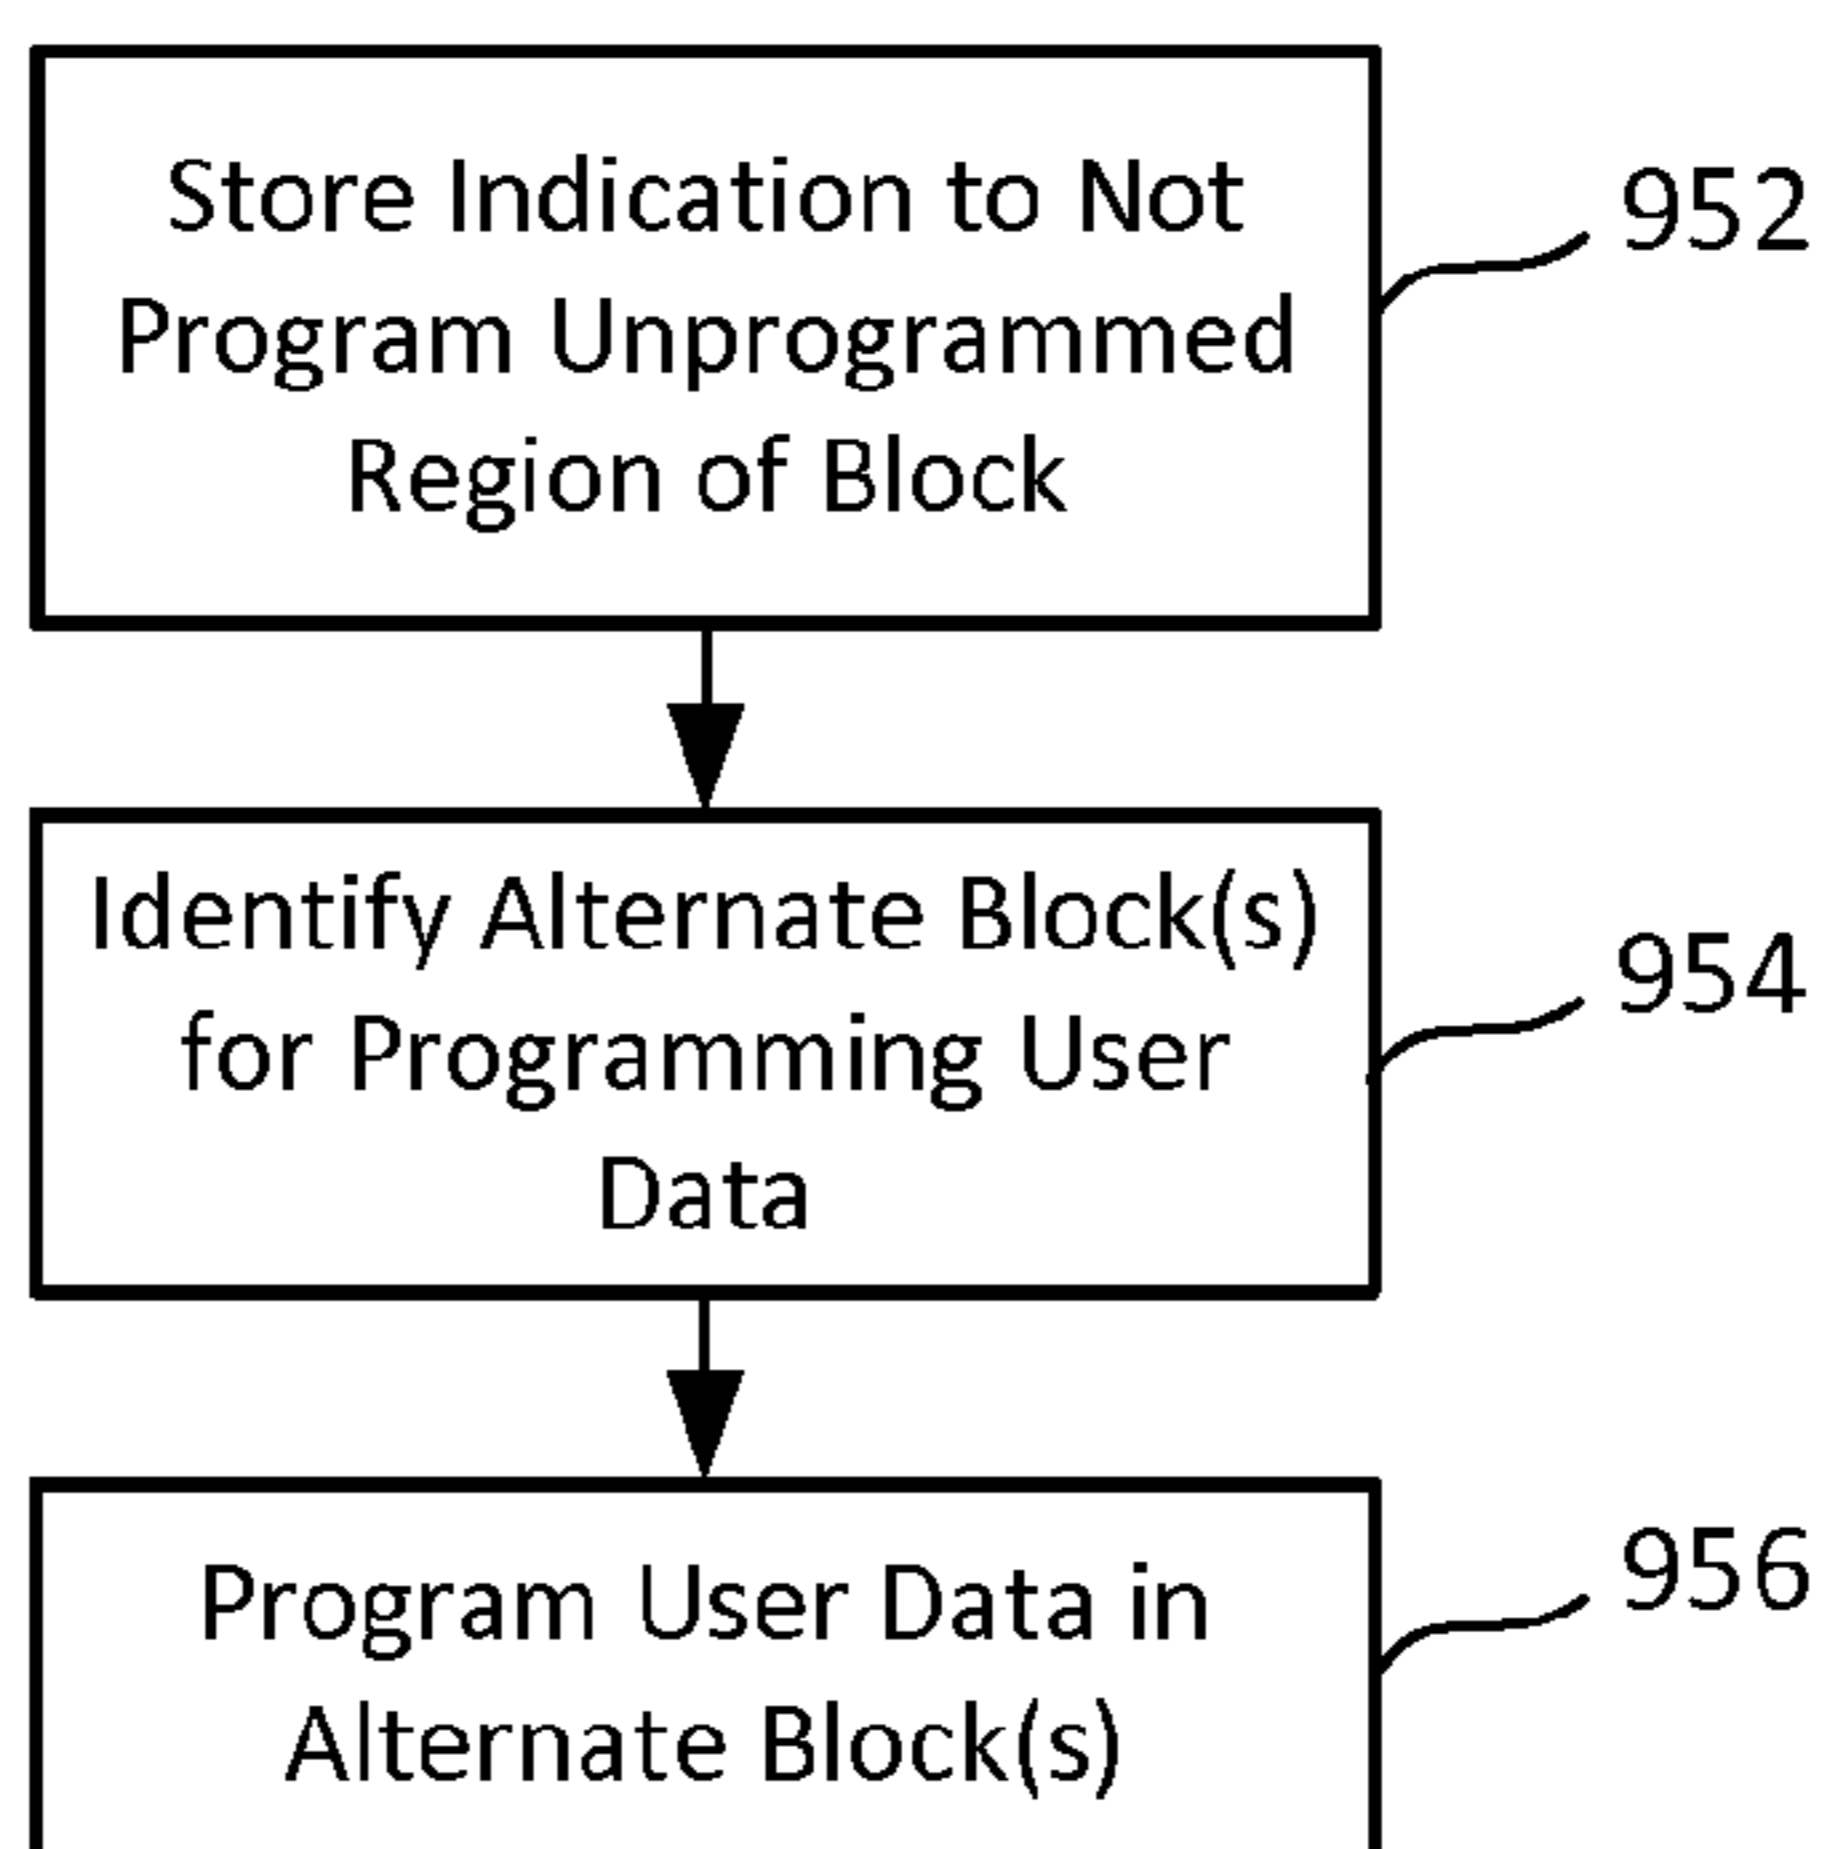 Store Indication to Not
Program Unprogrammed
Region of Block
952
Identify Alternate Block(s)
for Programming User
Data
954
Program User Data in
Alternate Block(s)
956